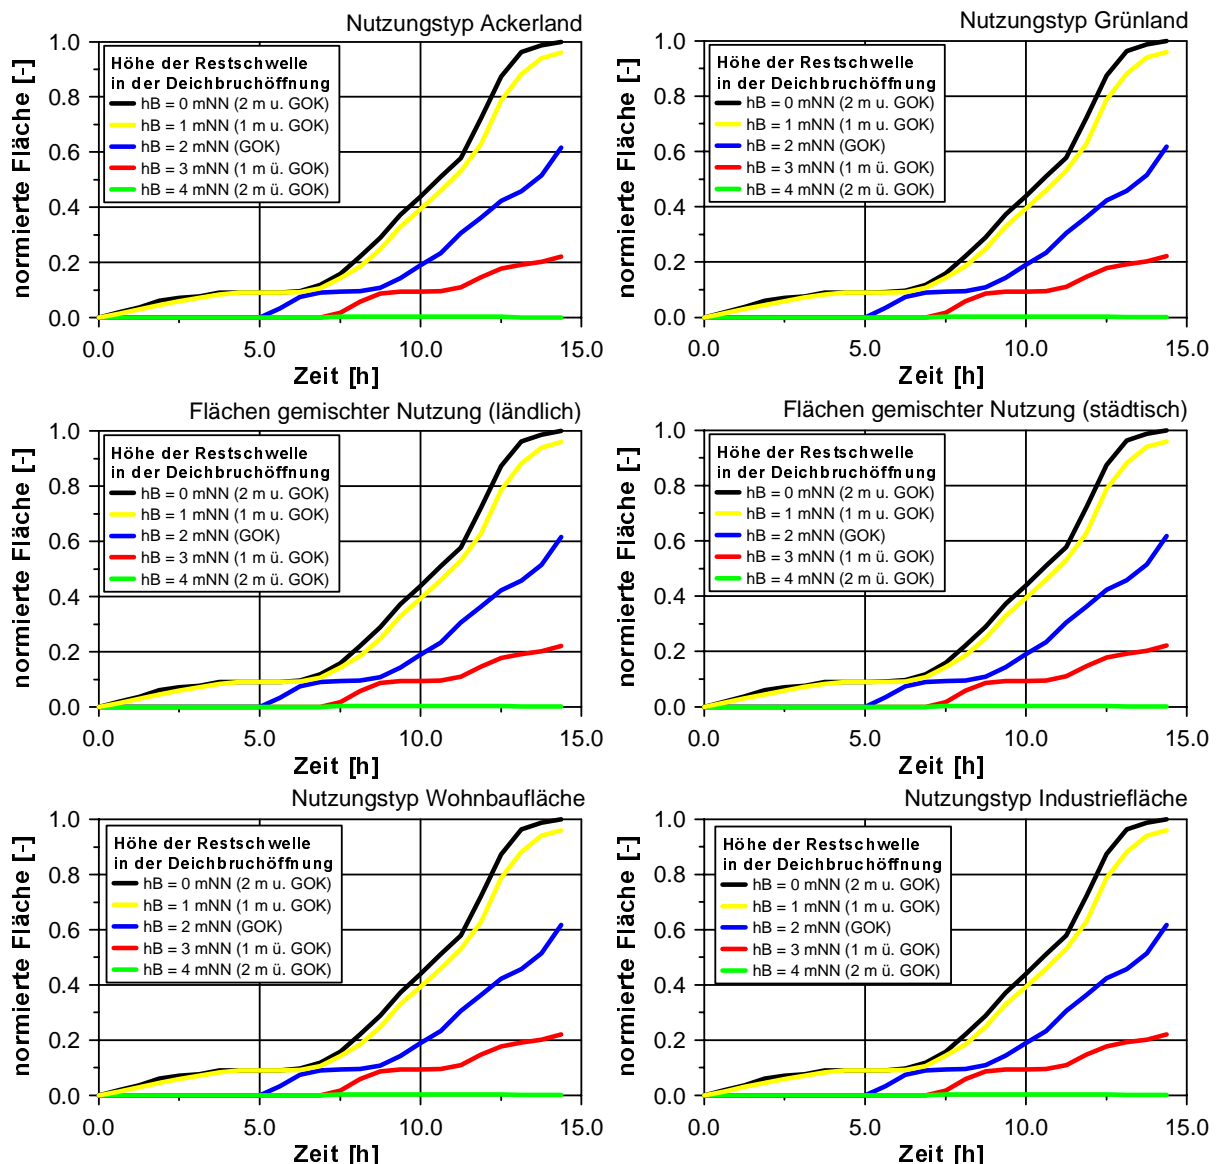 Nutzungstyp Ackerland
normierte Fläche [-]
1.0
0.8
0.6
0.4
0.2
0.0
Höhe der Restschwelle
in der Deichbruchöffnung
hB = 0 mNN (2 m u. GOK)
hB = 1 mNN (1 m u. GOK)
hB = 2 mNN (GOK)
hB = 3 mNN (1 m ü. GOK)
hB = 4 mNN (2 m ü. GOK)
0.0 5.0 10.0 15.0
Zeit [h]
Nutzungstyp Grünland
normierte Fläche [-]
1.0
0.8
0.6
0.4
0.2
0.0
Höhe der Restschwelle
in der Deichbruchöffnung
hB = 0 mNN (2 m u. GOK)
hB = 1 mNN (1 m u. GOK)
hB = 2 mNN (GOK)
hB = 3 mNN (1 m ü. GOK)
hB = 4 mNN (2 m ü. GOK)
0.0 5.0 10.0 15.0
Zeit [h]
Flächen gemischter Nutzung (ländlich)
normierte Fläche [-]
1.0
0.8
0.6
0.4
0.2
0.0
Höhe der Restschwelle
in der Deichbruchöffnung
hB = 0 mNN (2 m u. GOK)
hB = 1 mNN (1 m u. GOK)
hB = 2 mNN (GOK)
hB = 3 mNN (1 m ü. GOK)
hB = 4 mNN (2 m ü. GOK)
0.0 5.0 10.0 15.0
Zeit [h]
Flächen gemischter Nutzung (städtisch)
normierte Fläche [-]
1.0
0.8
0.6
0.4
0.2
0.0
Höhe der Restschwelle
in der Deichbruchöffnung
hB = 0 mNN (2 m u. GOK)
hB = 1 mNN (1 m u. GOK)
hB = 2 mNN (GOK)
hB = 3 mNN (1 m ü. GOK)
hB = 4 mNN (2 m ü. GOK)
0.0 5.0 10.0 15.0
Zeit [h]
Nutzungstyp Wohnbaufläche
normierte Fläche [-]
1.0
0.8
0.6
0.4
0.2
0.0
Höhe der Restschwelle
in der Deichbruchöffnung
hB = 0 mNN (2 m u. GOK)
hB = 1 mNN (1 m u. GOK)
hB = 2 mNN (GOK)
hB = 3 mNN (1 m ü. GOK)
hB = 4 mNN (2 m ü. GOK)
0.0 5.0 10.0 15.0
Zeit [h]
Nutzungstyp Industriefläche
normierte Fläche [-]
1.0
0.8
0.6
0.4
0.2
0.0
Höhe der Restschwelle
in der Deichbruchöffnung
hB = 0 mNN (2 m u. GOK)
hB = 1 mNN (1 m u. GOK)
hB = 2 mNN (GOK)
hB = 3 mNN (1 m ü. GOK)
hB = 4 mNN (2 m ü. GOK)
0.0 5.0 10.0 15.0
Zeit [h]